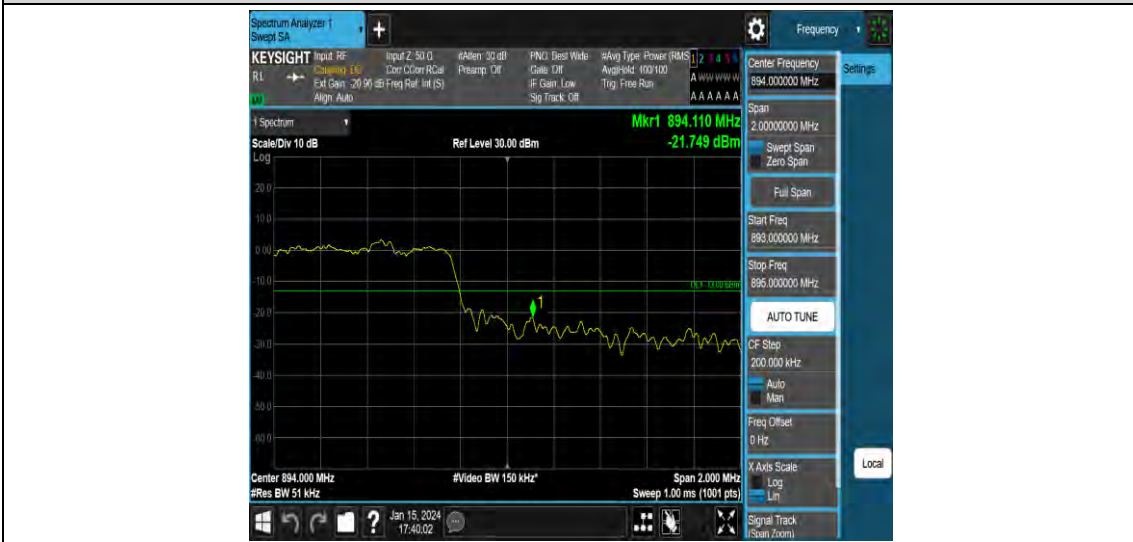 Spectrum Analyzer 1
Swept SA
+
Frequency
KEYSIGHT
RL
Input: RF
Coupling: DC
Ext Gain: -20.96 dB
Align: Auto
Input Z: 50 Ω
Corr CCorr RCal
Freq Ref: Int (S)
#Atten: 30 dB
Preamp: Off
PNO: Best Wide
Gate: Off
IF Gain: Low
Sig Track: Off
#Avg Type: Power (RMS
Avg|Hold: 100/100
Trig: Free Run
1 2 3 4 5 6
A WW WW W
A A A A A A
1 Spectrum
Scale/Div 10 dB
Log
Ref Level 30.00 dBm
Mkr1 894.110 MHz
-21.749 dBm
20.0
10.0
0.00
-10.0
-20.0
-30.0
-40.0
-50.0
-60.0
DL1 -13.00 dBm
1
Center 894.000 MHz
#Res BW 51 kHz
#Video BW 150 kHz*
Span 2.000 MHz
Sweep 1.00 ms (1001 pts)
Jan 15, 2024
17:40:02
Center Frequency
894.000000 MHz
Settings
Span
2.00000000 MHz
Swept Span
Zero Span
Full Span
Start Freq
893.000000 MHz
Stop Freq
895.000000 MHz
AUTO TUNE
CF Step
200.000 kHz
Auto
Man
Freq Offset
0 Hz
X Axis Scale
Log
Lin
Local
Signal Track
(Span Zoom)